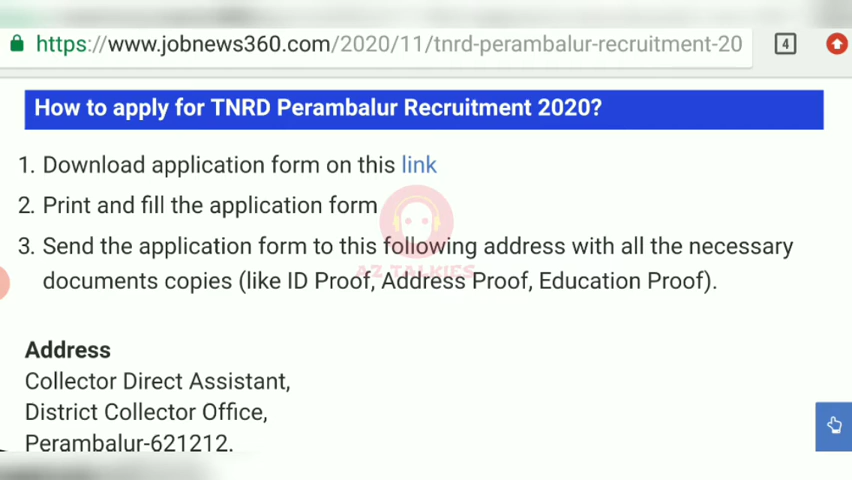 https://www.jobnews360.com/2020/11/tnrd-perambalur-recruitment-20
4
How to apply for TNRD Perambalur Recruitment 2020?
1. Download application form on this link
2. Print and fill the application form
3. Send the application form to this following address with all the necessary
documents copies (like ID Proof, Address Proof, Education Proof).
AZ TALKIES
Address
Collector Direct Assistant,
District Collector Office,
Perambalur-621212.